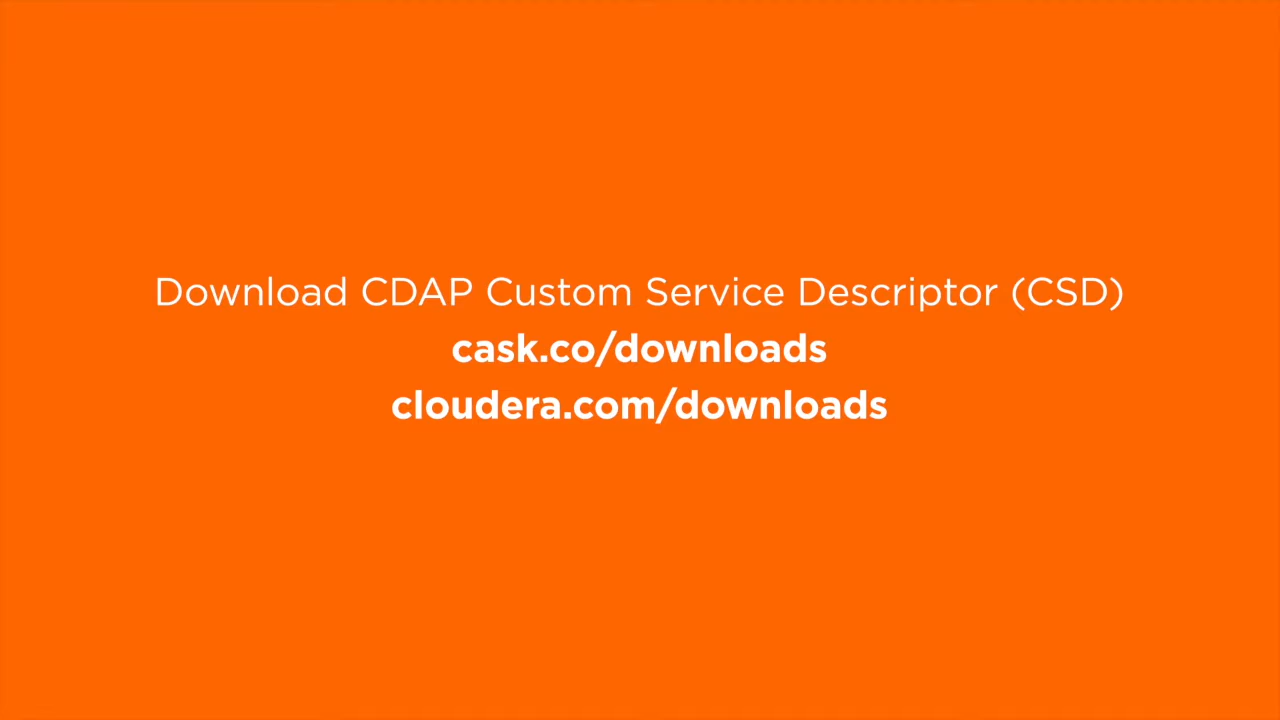 Download CDAP Custom Service Descriptor (CSD)
cask.co/downloads
cloudera.com/downloads